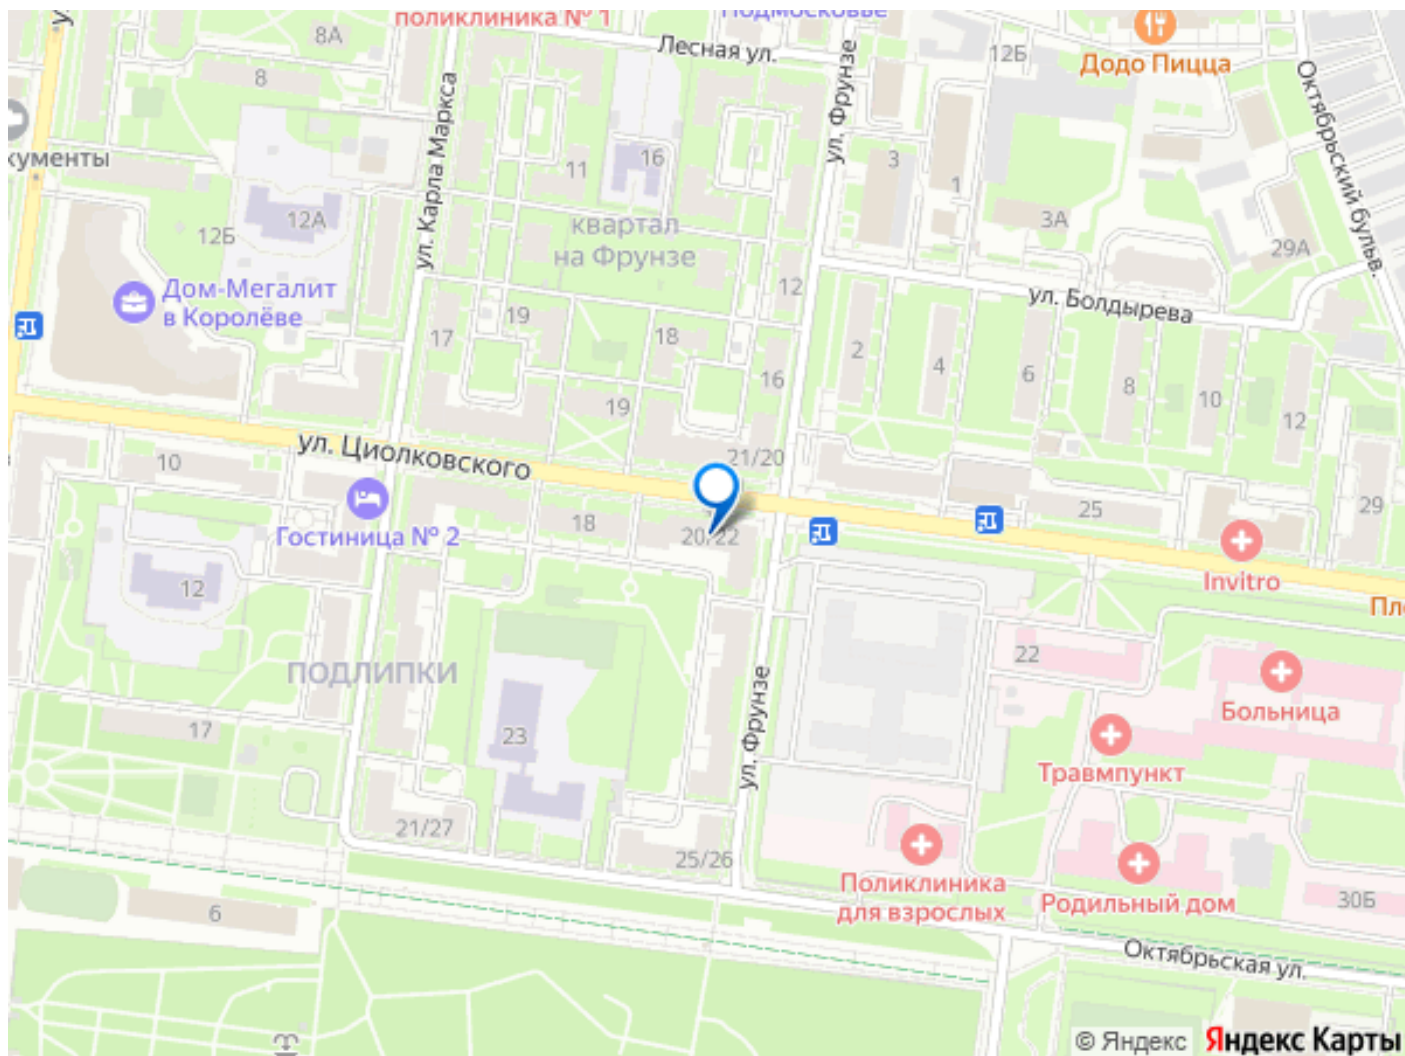 поликлиника № 1
Подмосковье
8А
Лесная ул.
ул. Фрунзе
12Б
Додо Пицца
Октябрьский бульв.
8
ул. Карла Маркса
кументы
11
16
3
1
12А
12Б
квартал
на Фрунзе
3А
29А
Дом-Мегалит
в Королёве
12
ул. Болдырева
17
19
18
2
4
6
8
10
12
16
19
ул. Циолковского
21/20
10
Гостиница № 2
18
20/22
25
29
Invitro
Пл
12
ПОДЛИПКИ
22
Больница
ул. Фрунзе
17
23
Травмпункт
21/27
25/26
Поликлиника
для взрослых
Родильный дом
30Б
6
Октябрьская ул.
© Яндекс
Яндекс Карты